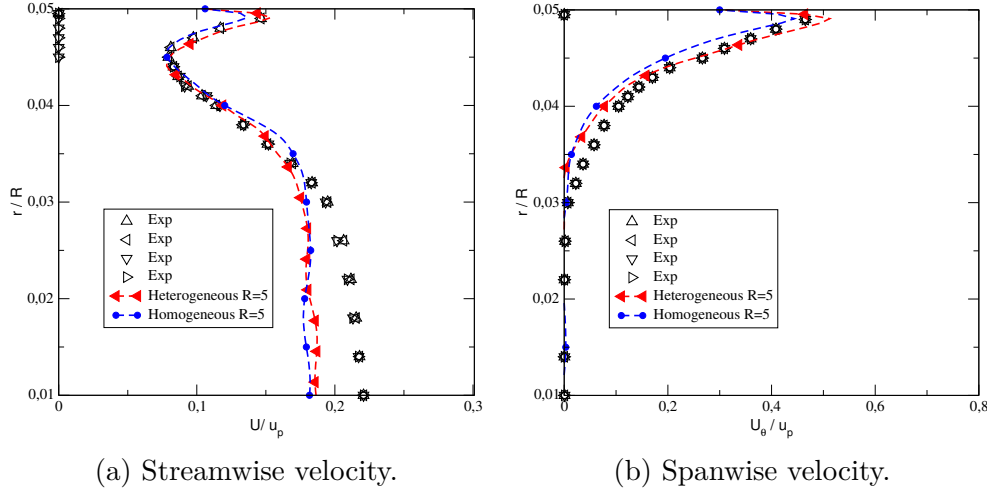 0,05
0,04
0,03
0,02
0,01
r / R
Exp
Exp
Exp
Exp
Heterogeneous R=5
Homogeneous R=5
0
0,1
0,2
0,3
U/ u_p
0,05
0,04
0,03
0,02
0,01
r / R
Exp
Exp
Exp
Exp
Heterogeneous R=5
Homogeneous R=5
0
0,2
0,4
0,6
0,8
U_θ / u_p
(a) Streamwise velocity.
(b) Spanwise velocity.